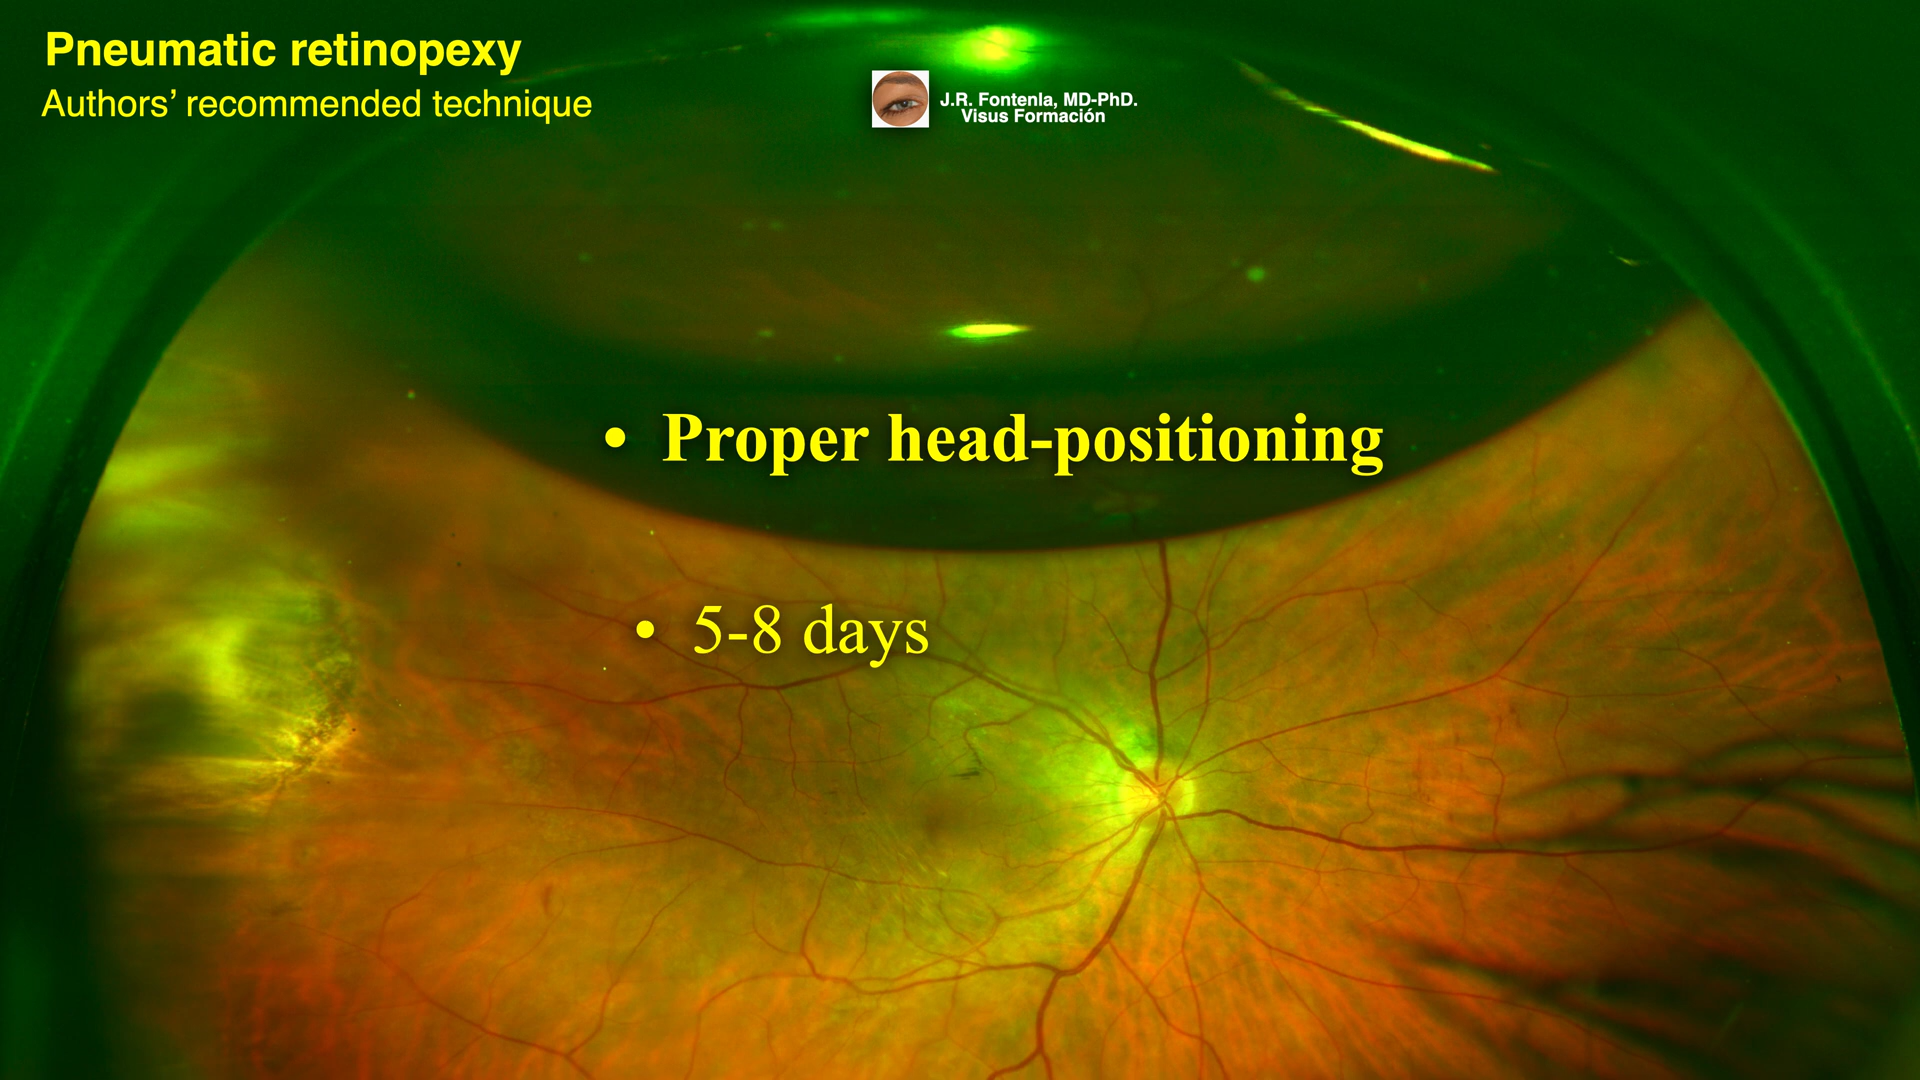 Pneumatic retinopexy
Authors’ recommended technique
J.R. Fontenla, MD-PhD.
Visus Formación
• Proper head-positioning
• 5-8 days